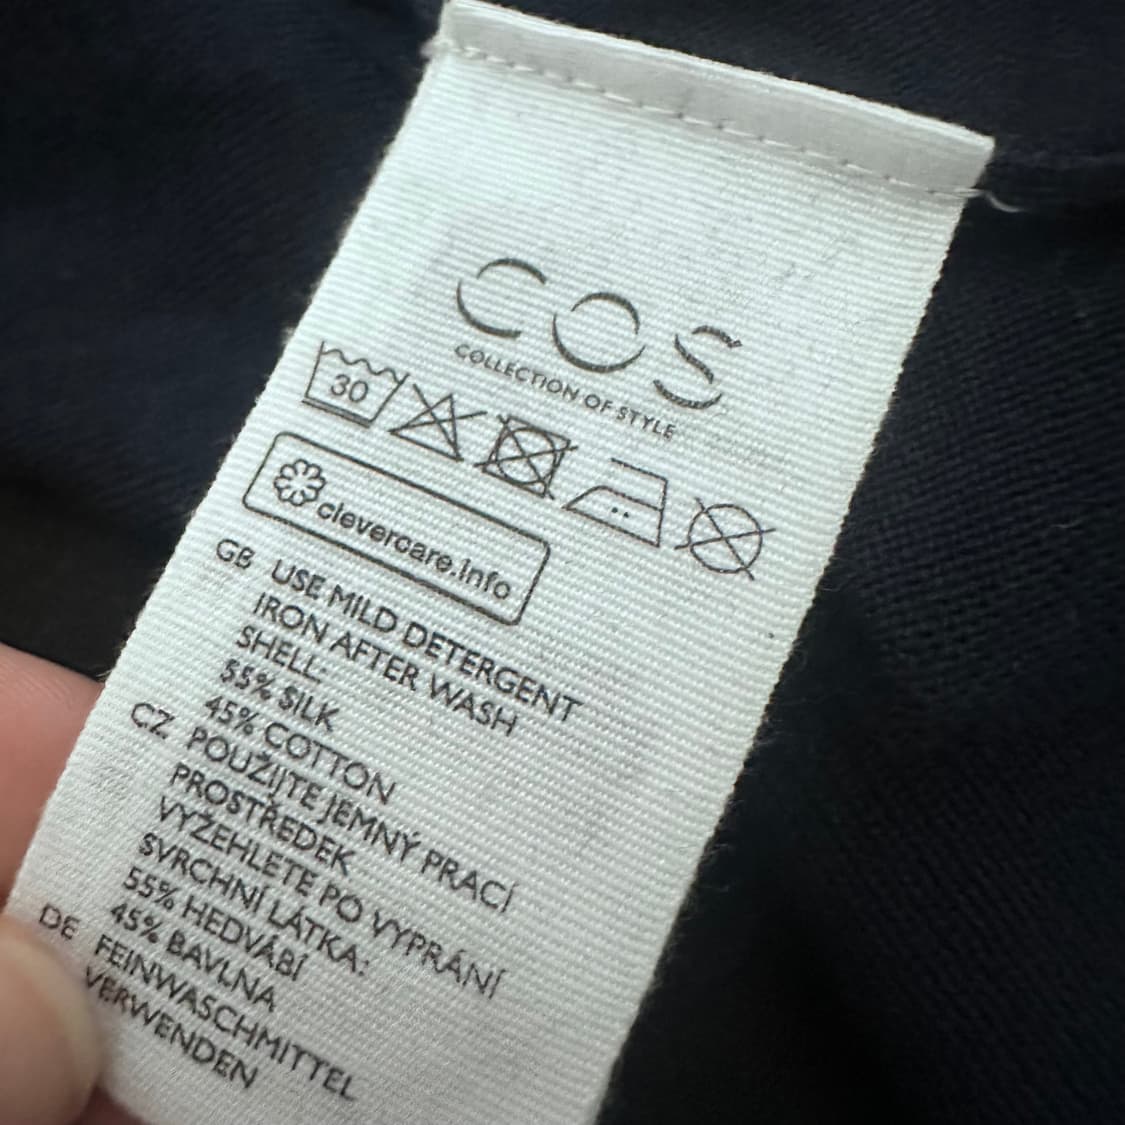 COS
COLLECTION OF STYLE
30
clevercare.info
GB USE MILD DETERGENT
IRON AFTER WASH
SHELL:
55% SILK
45% COTTON
CZ POUŽIJTE JEMNÝ PRACÍ
PROSTŘEDEK
VYŽEHLETE PO VYPRÁNÍ
SVRCHNÍ LÁTKA:
55% HEDVÁBÍ
45% BAVLNA
DE FEINWASCHMITTEL
VERWENDEN